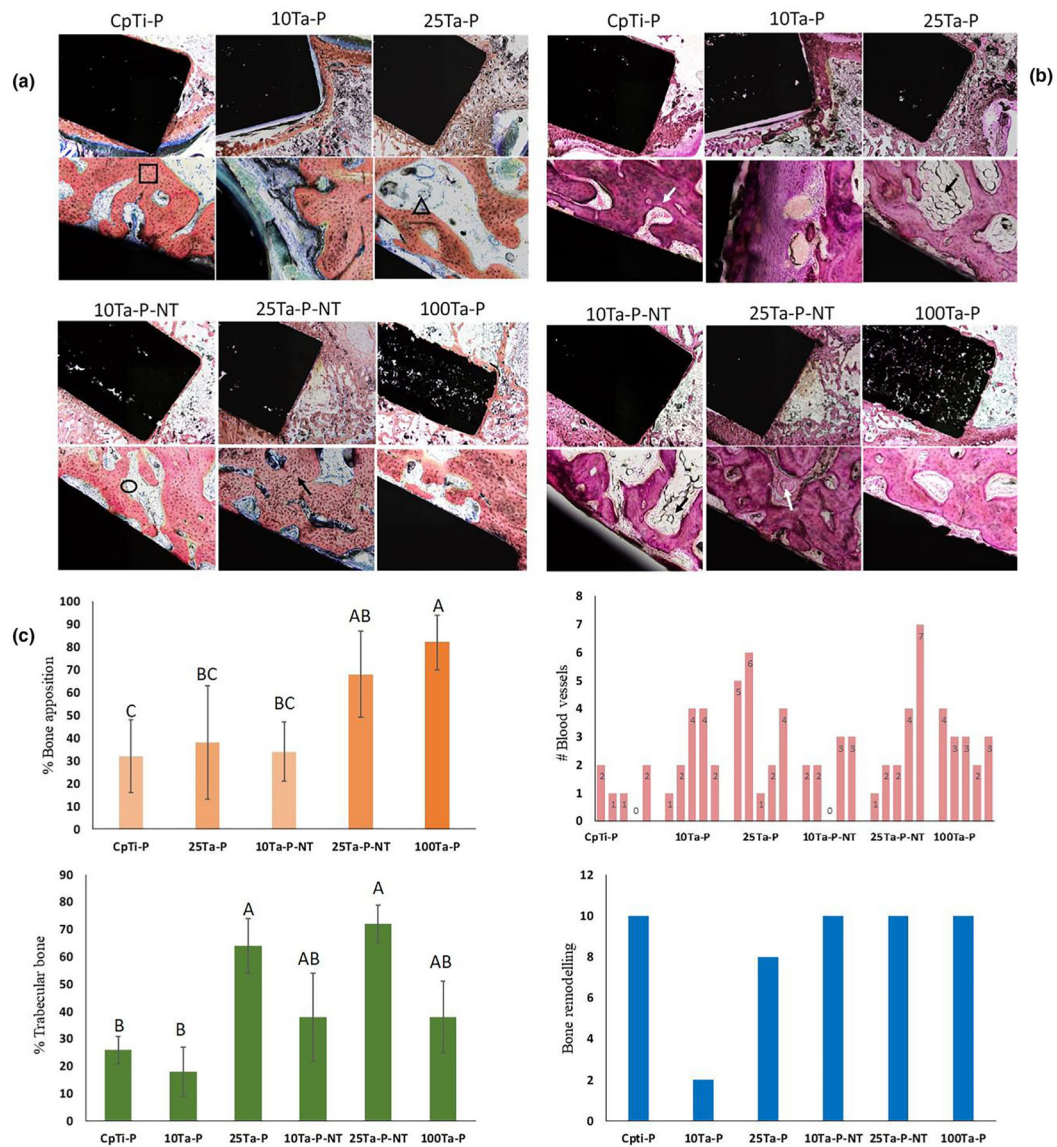 CpTi-P 10Ta-P 25Ta-P CpTi-P 10Ta-P 25Ta-P
(a) (b)
10Ta-P-NT 25Ta-P-NT 100Ta-P 10Ta-P-NT 25Ta-P-NT 100Ta-P
(c)
% Bone apposition
100
90
80
70
60
50
40
30
20
10
0
C BC BC AB A
CpTi-P 25Ta-P 10Ta-P-NT 25Ta-P-NT 100Ta-P
# Blood vessels
8
7
6
5
4
3
2
1
0
2 1 1 0 2 1 2 4 4 2 5 6 1 2 4 2 2 0 3 3 1 2 2 4 7 4 3 3 2 3
CpTi-P 10Ta-P 25Ta-P 10Ta-P-NT 25Ta-P-NT 100Ta-P
% Trabecular bone
90
80
70
60
50
40
30
20
10
0
B B A AB A AB
CpTi-P 10Ta-P 25Ta-P 10Ta-P-NT 25Ta-P-NT 100Ta-P
Bone remodelling
12
10
8
6
4
2
0
Cpti-P 10Ta-P 25Ta-P 10Ta-P-NT 25Ta-P-NT 100Ta-P